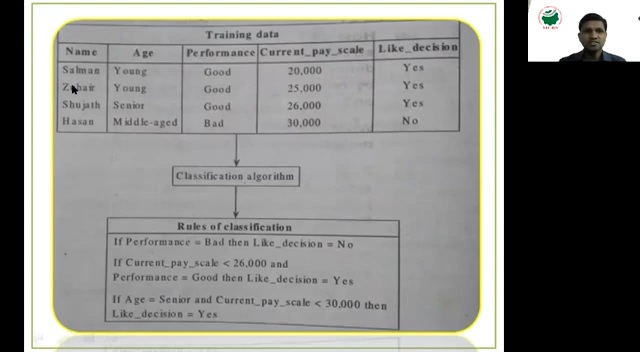 Training data
Name Age Performance Current_pay_scale Like_decision
Salman Young Good 20,000 Yes
Zahair Young Good 25,000 Yes
Shujath Senior Good 26,000 Yes
Hasan Middle-aged Bad 30,000 No
Classification algorithm
Rules of classification
If Performance = Bad then Like_decision = No
If Current_pay_scale < 26,000 and
Performance = Good then Like_decision = Yes
If Age = Senior and Current_pay_scale < 30,000 then
Like_decision = Yes